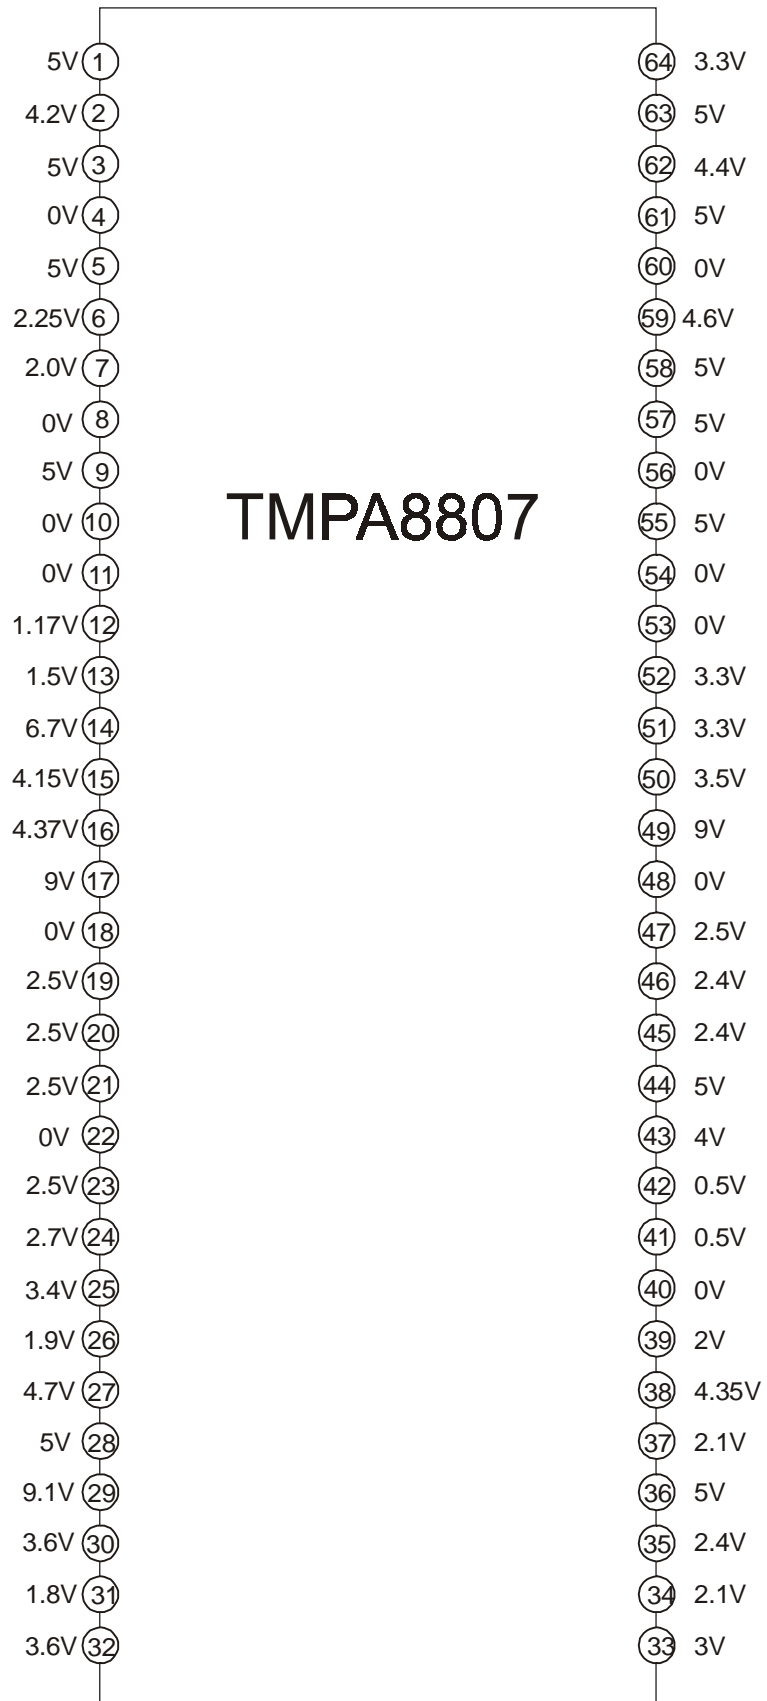 5V 1 64 3.3V
4.2V 2 63 5V
5V 3 62 4.4V
0V 4 61 5V
5V 5 60 0V
2.25V 6 59 4.6V
2.0V 7 58 5V
0V 8 57 5V
5V 9 56 0V
0V 10 55 5V
TMPA8807
0V 11 54 0V
1.17V 12 53 0V
1.5V 13 52 3.3V
6.7V 14 51 3.3V
4.15V 15 50 3.5V
4.37V 16 49 9V
9V 17 48 0V
0V 18 47 2.5V
2.5V 19 46 2.4V
2.5V 20 45 2.4V
2.5V 21 44 5V
0V 22 43 4V
2.5V 23 42 0.5V
2.7V 24 41 0.5V
3.4V 25 40 0V
1.9V 26 39 2V
4.7V 27 38 4.35V
5V 28 37 2.1V
9.1V 29 36 5V
3.6V 30 35 2.4V
1.8V 31 34 2.1V
3.6V 32 33 3V